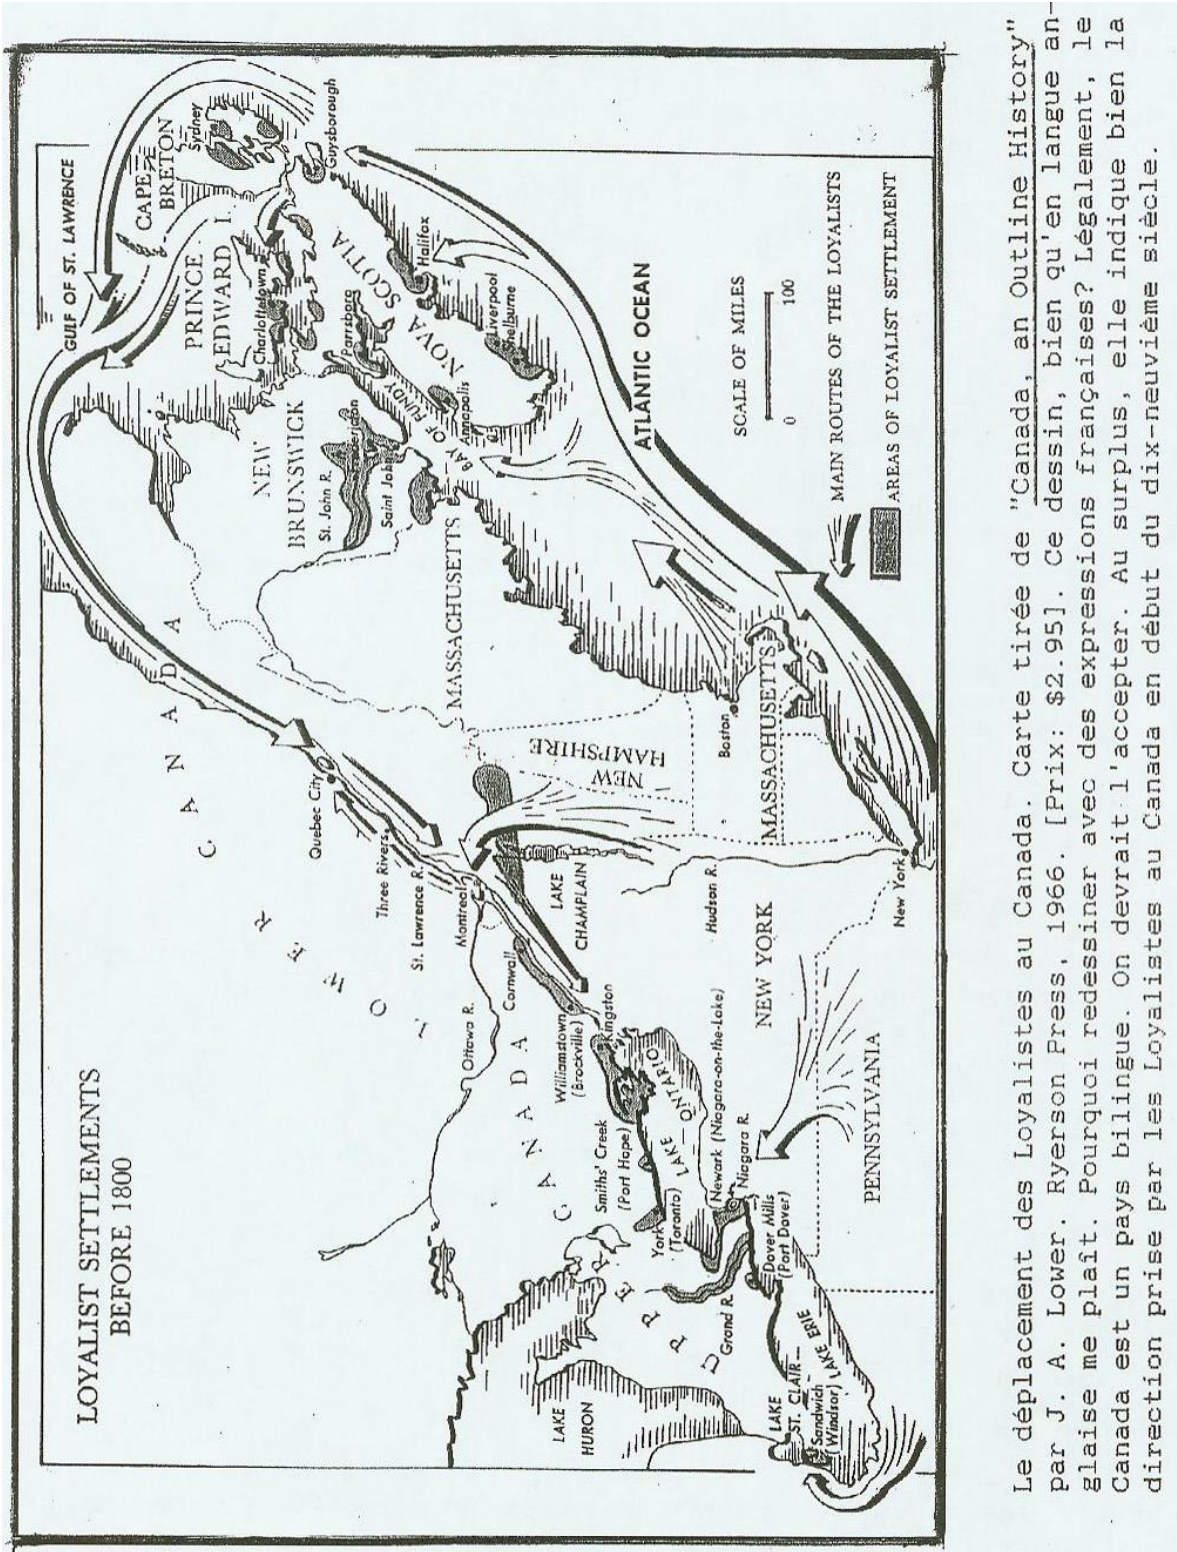 LOYALIST SETTLEMENTS
BEFORE 1800
GULF OF ST. LAWRENCE
CAPE
BRETON
Sydney
Guysborough
PRINCE
EDWARD I.
Charlottetown
NOVA SCOTIA
Halifax
Liverpool
Shelburne
Parrsboro
Annapolis
BAY OF FUNDY
NEW
BRUNSWICK
St. John R.
Fredericton
Saint John
ATLANTIC OCEAN
LOWER CANADA
Quebec City
Three Rivers
St. Lawrence R.
Montreal
Ottawa R.
MASSACHUSETTS
NEW
HAMPSHIRE
Boston
MASSACHUSETTS
LAKE
CHAMPLAIN
Hudson R.
NEW YORK
New York
PENNSYLVANIA
UPPER CANADA
Cornwall
Williamstown
(Brockville)
Kingston
Smiths' Creek
(Port Hope)
LAKE ONTARIO
York
(Toronto)
Newark (Niagara-on-the-Lake)
Niagara R.
Dover Mills
(Port Dover)
Grand R.
LAKE
HURON
LAKE
ST. CLAIR
Sandwich
(Windsor)
LAKE ERIE
SCALE OF MILES
0 100
MAIN ROUTES OF THE LOYALISTS
AREAS OF LOYALIST SETTLEMENT
Le déplacement des Loyalistes au Canada. Carte tirée de "Canada, an Outline History"
par J. A. Lower. Ryerson Press, 1966. [Prix: $2.95]. Ce dessin, bien qu'en langue an-
glaise me plaît. Pourquoi redessiner avec des expressions françaises? Légalement, le
Canada est un pays bilingue. On devrait l'accepter. Au surplus, elle indique bien la
direction prise par les Loyalistes au Canada en début du dix-neuvième siècle.